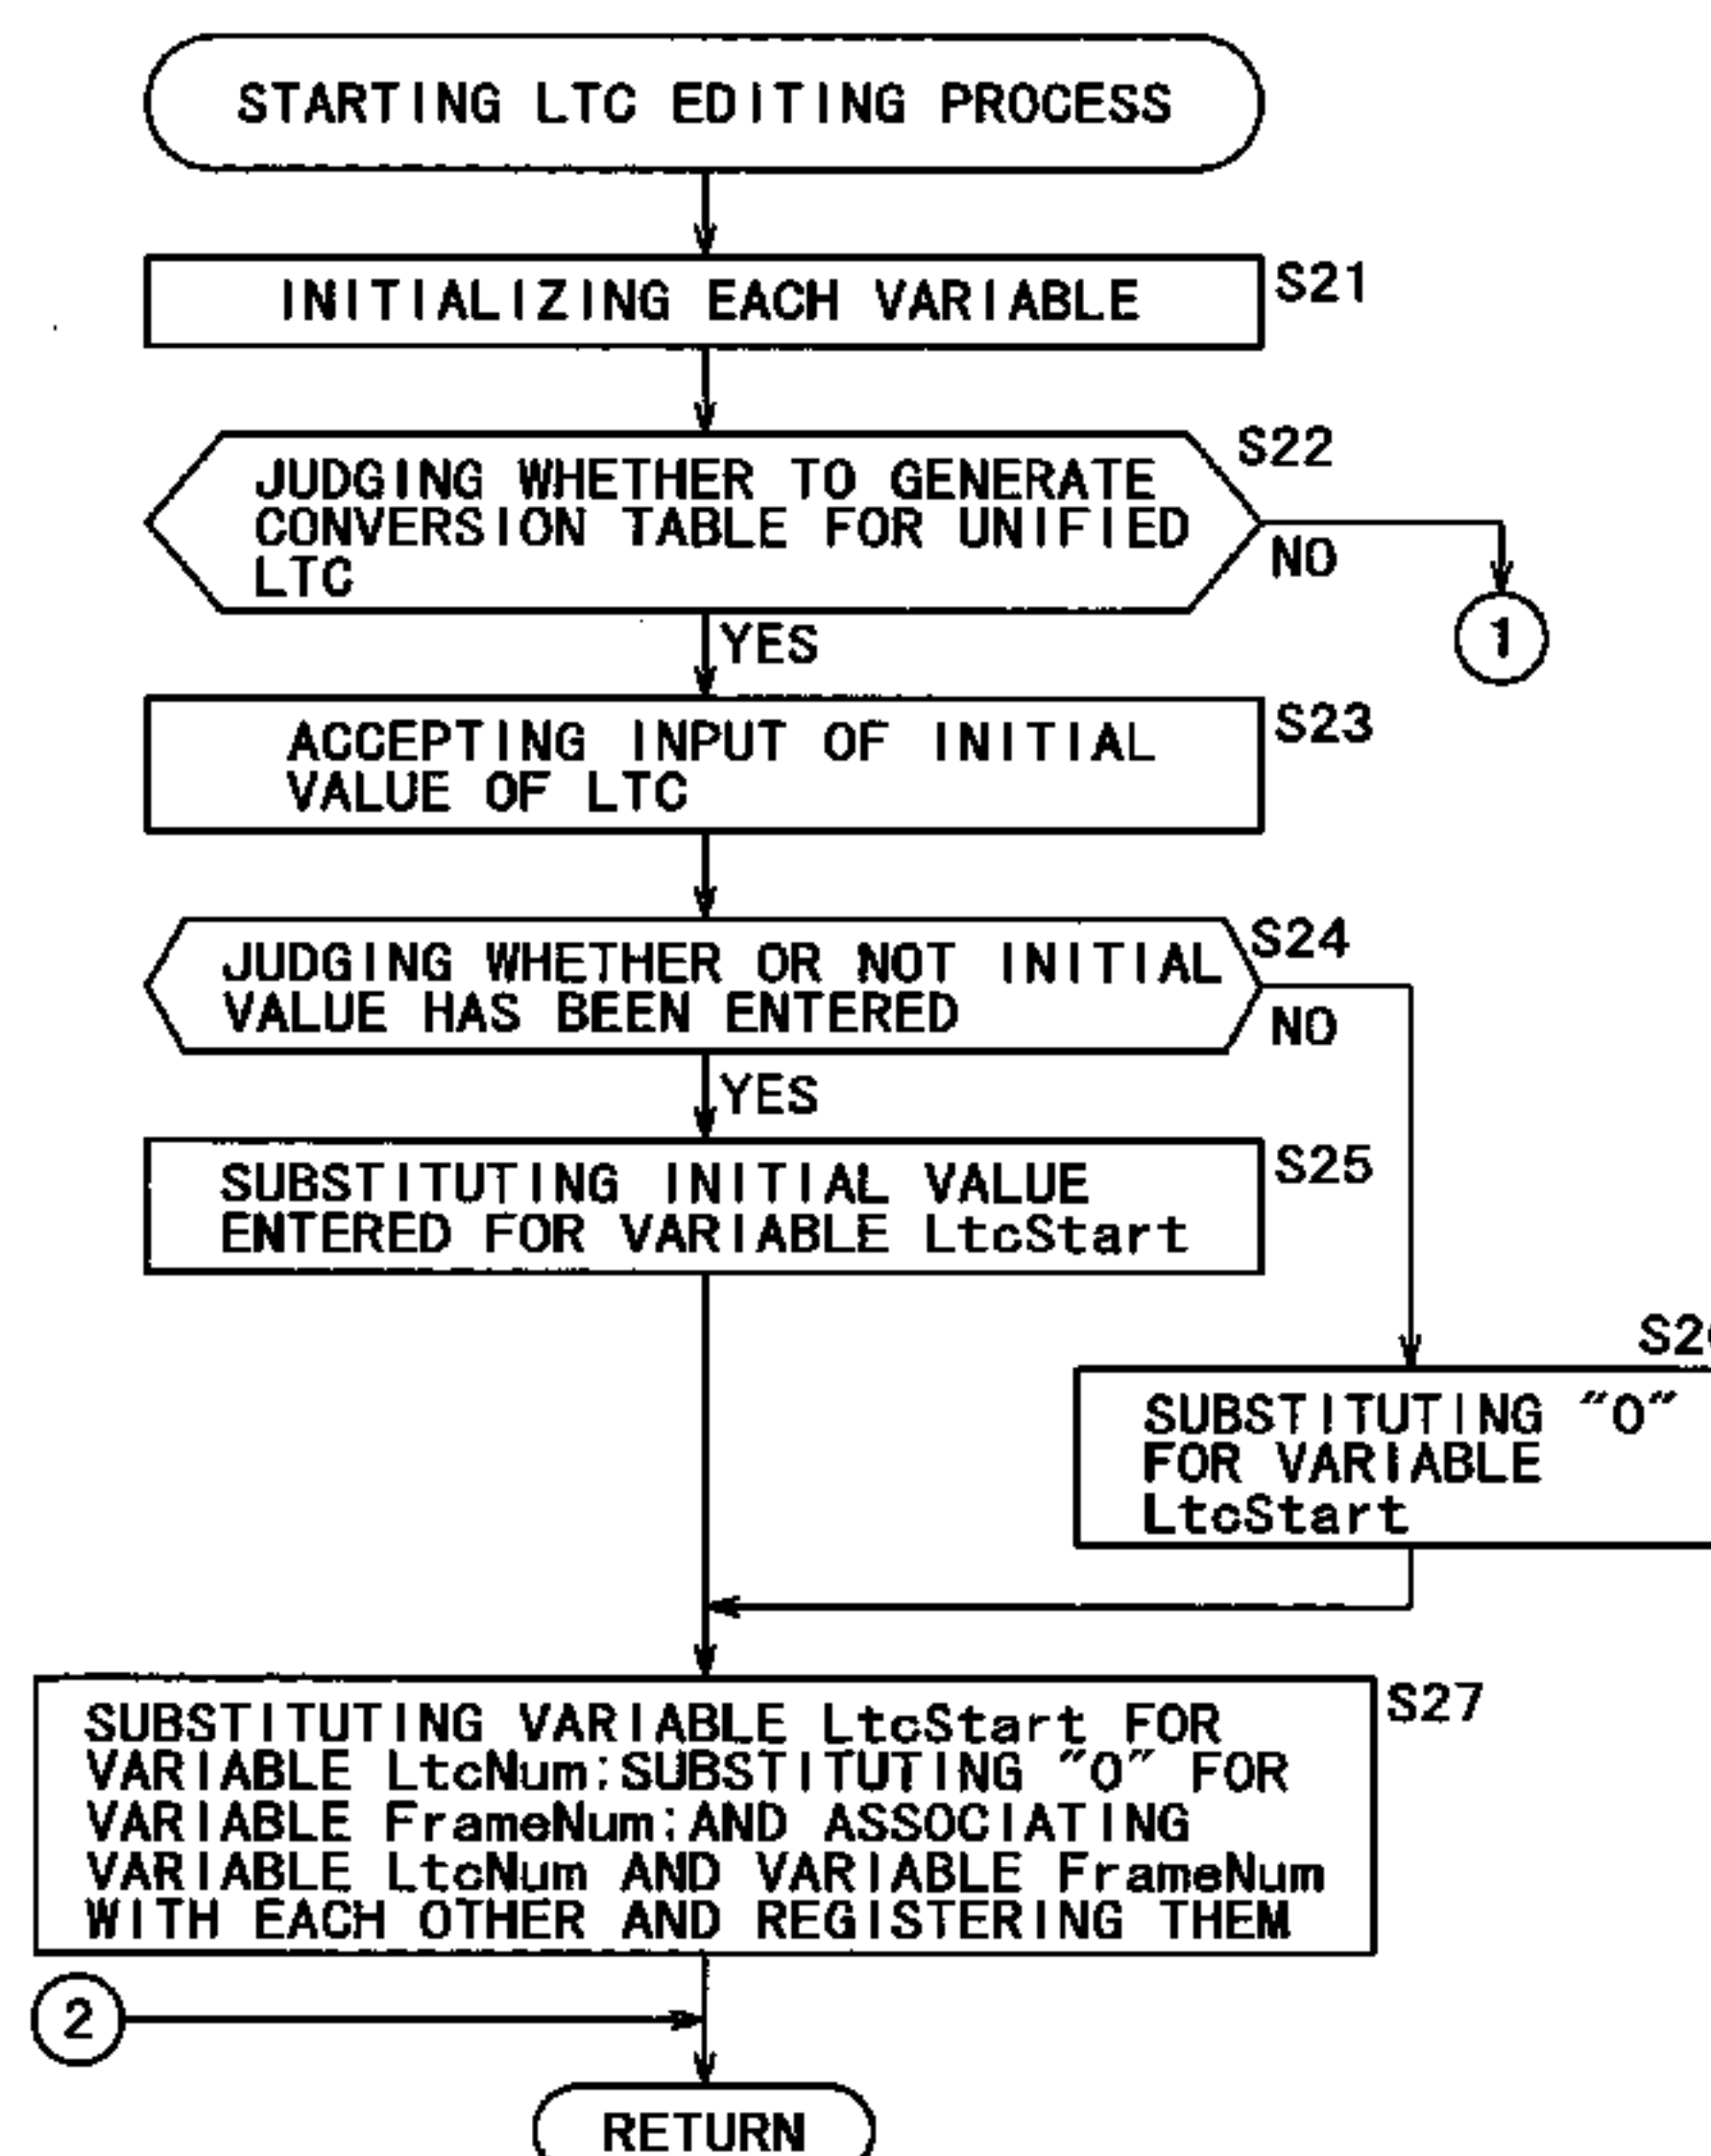 STARTING LTC EDITING PROCESS
INITIALIZING EACH VARIABLE
S21
JUDGING WHETHER TO GENERATE
CONVERSION TABLE FOR UNIFIED
LTC
S22
NO
1
YES
ACCEPTING INPUT OF INITIAL
VALUE OF LTC
S23
JUDGING WHETHER OR NOT INITIAL
VALUE HAS BEEN ENTERED
S24
NO
YES
SUBSTITUTING INITIAL VALUE
ENTERED FOR VARIABLE LtcStart
S25
SUBSTITUTING "0"
FOR VARIABLE
LtcStart
SUBSTITUTING VARIABLE LtcStart FOR
VARIABLE LtcNum;SUBSTITUTING "0" FOR
VARIABLE FrameNum;AND ASSOCIATING
VARIABLE LtcNum AND VARIABLE FrameNum
WITH EACH OTHER AND REGISTERING THEM
S27
2
RETURN